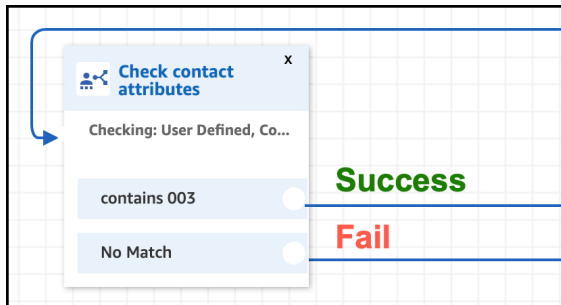 x
Check contact
attributes
Checking: User Defined, Co...
Success
contains 003
Fail
No Match